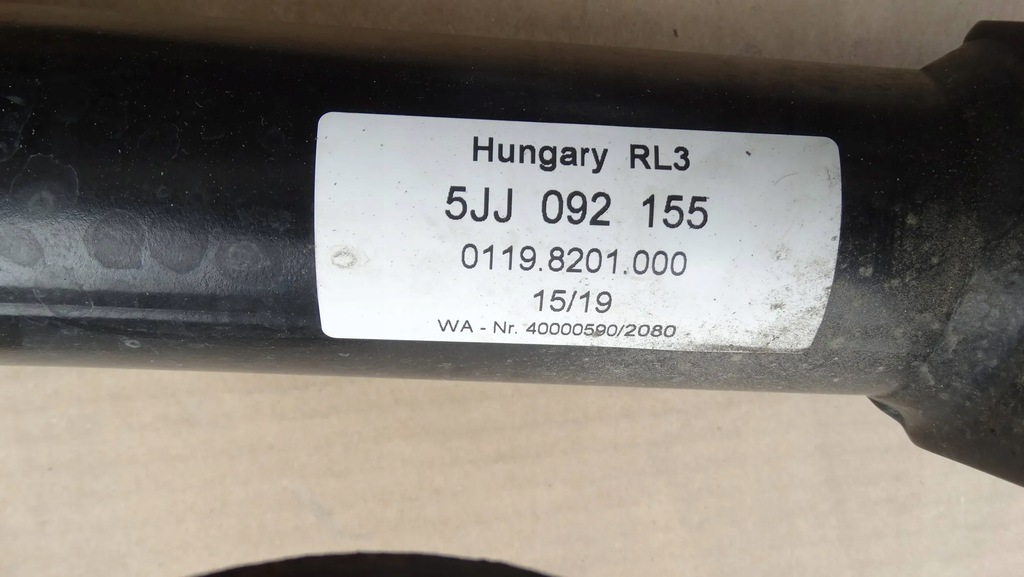 Hungary RL3
5JJ 092 155
0119.8201.000
15/19
WA - Nr. 40000590/2080